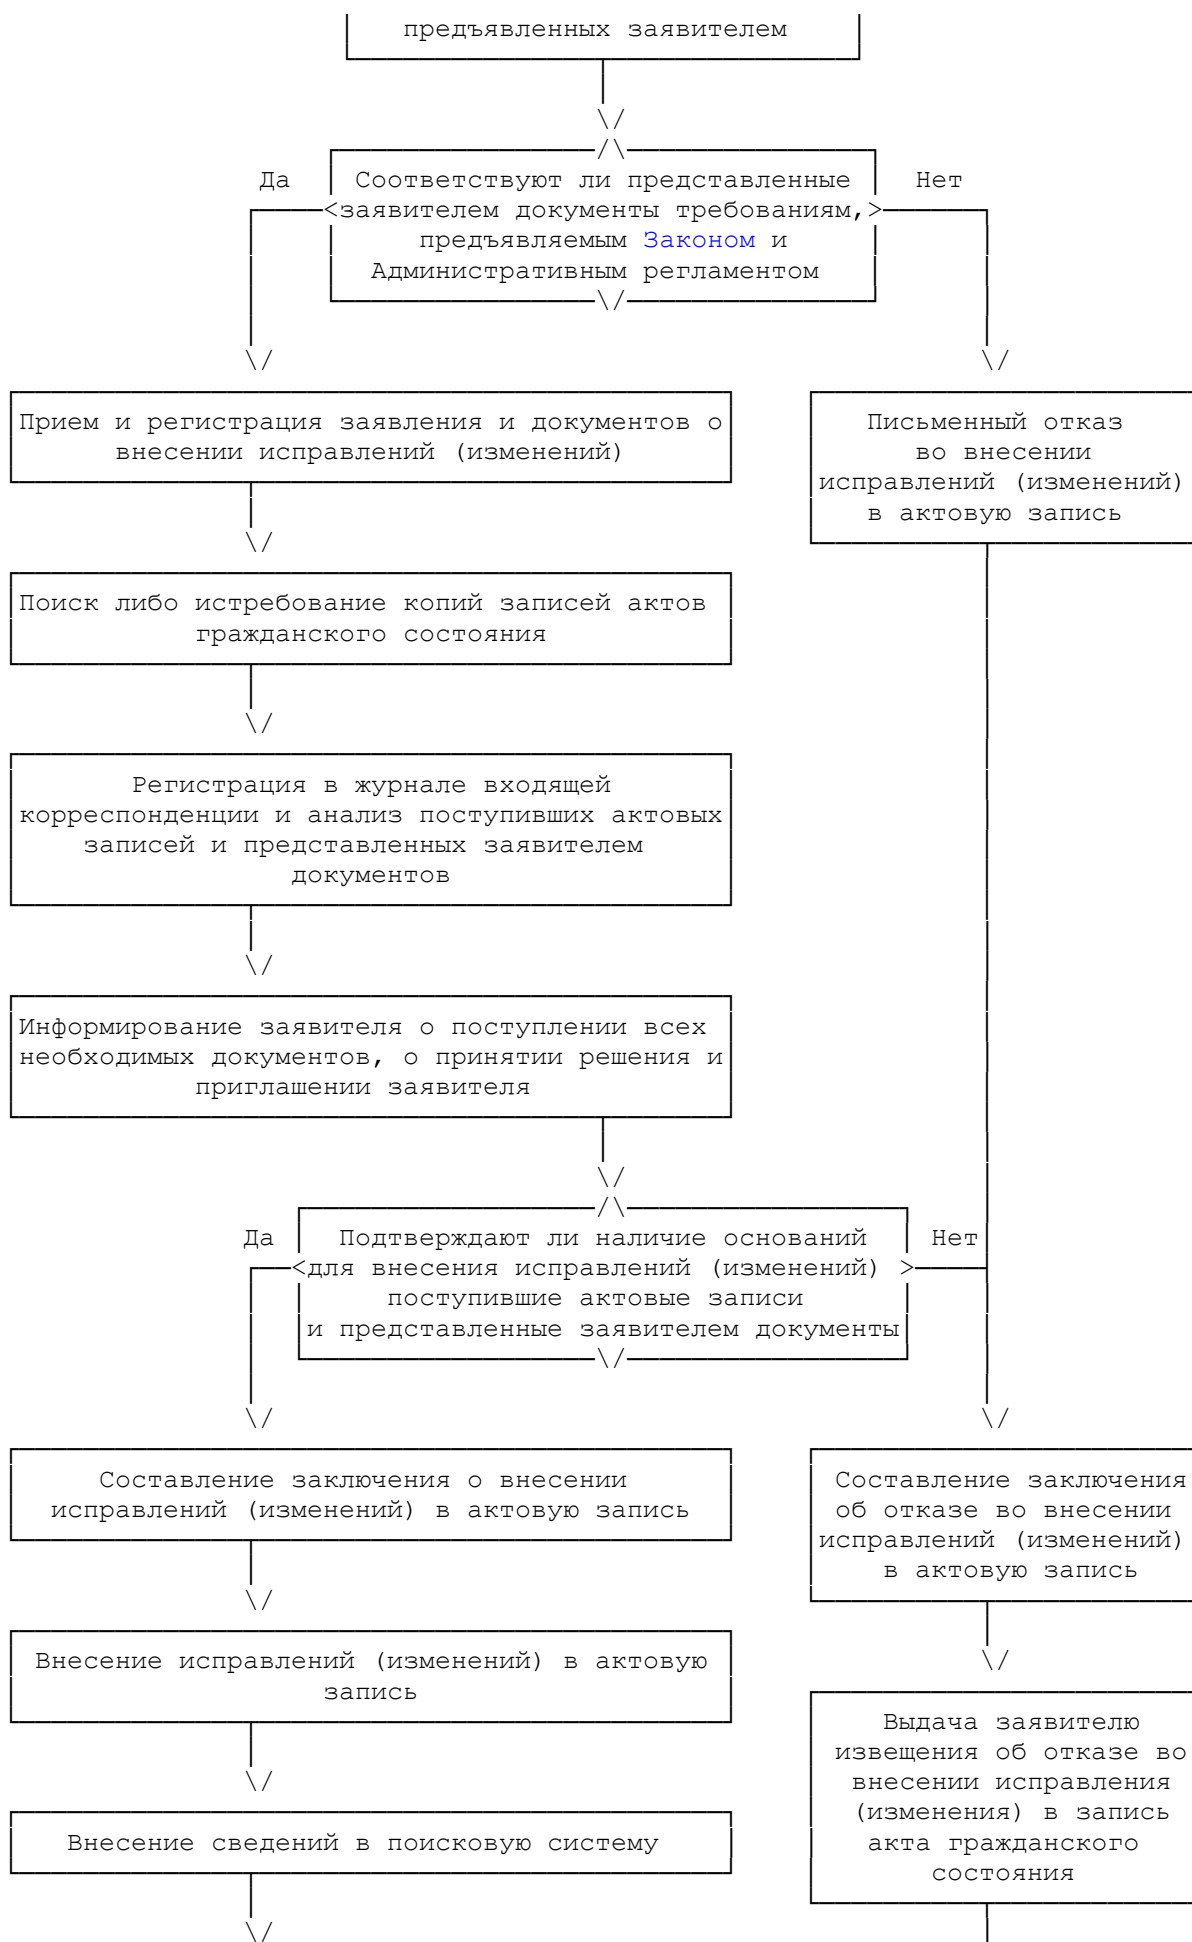 предъявленных заявителем
Да
Соответствуют ли представленные
Нет
заявителем документы требованиям,
предъявляемым Законом и
Административным регламентом
Прием и регистрация заявления и документов о
внесении исправлений (изменений)
Письменный отказ
во внесении
исправлений (изменений)
в актовую запись
Поиск либо истребование копий записей актов
гражданского состояния
Регистрация в журнале входящей
корреспонденции и анализ поступивших актовых
записей и представленных заявителем
документов
Информирование заявителя о поступлении всех
необходимых документов, о принятии решения и
приглашении заявителя
Да
Подтверждают ли наличие оснований
Нет
для внесения исправлений (изменений)
поступившие актовые записи
и представленные заявителем документы
Составление заключения о внесении
исправлений (изменений) в актовую запись
Составление заключения
об отказе во внесении
исправлений (изменений)
в актовую запись
Внесение исправлений (изменений) в актовую
запись
Выдача заявителю
извещения об отказе во
внесении исправления
(изменения) в запись
акта гражданского
состояния
Внесение сведений в поисковую систему